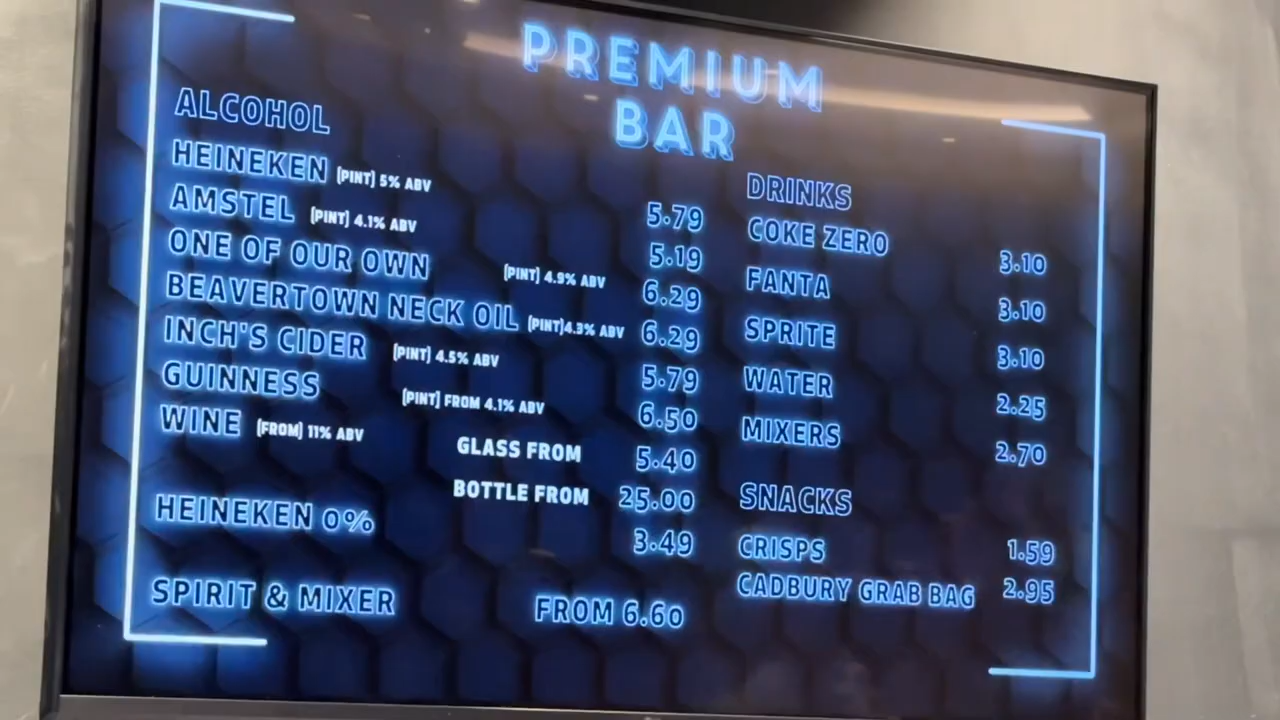 PREMIUM
BAR
ALCOHOL
HEINEKEN (PINT) 5% ABV 5.79
AMSTEL (PINT) 4.1% ABV 5.19
ONE OF OUR OWN (PINT) 4.9% ABV 6.29
BEAVERTOWN NECK OIL (PINT)4.3% ABV 6.29
INCH'S CIDER (PINT) 4.5% ABV 5.79
GUINNESS (PINT) FROM 4.1% ABV 6.50
WINE (FROM) 11% ABV GLASS FROM 5.40
BOTTLE FROM 25.00
HEINEKEN 0% 3.49
SPIRIT & MIXER FROM 6.60
DRINKS
COKE ZERO 3.10
FANTA 3.10
SPRITE 3.10
WATER 2.25
MIXERS 2.70
SNACKS
CRISPS 1.59
CADBURY GRAB BAG 2.95